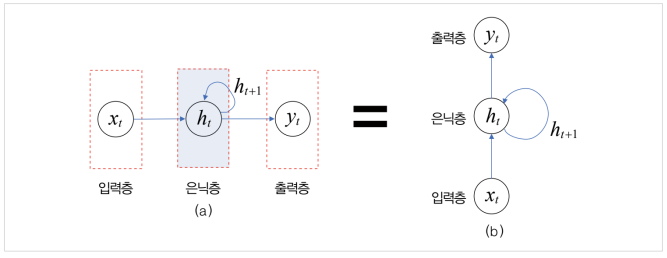 x_t
h_t
h_{t+1}
y_t
입력층
은닉층
출력층
(a)
=
출력층 y_t
은닉층 h_t
h_{t+1}
입력층 x_t
(b)